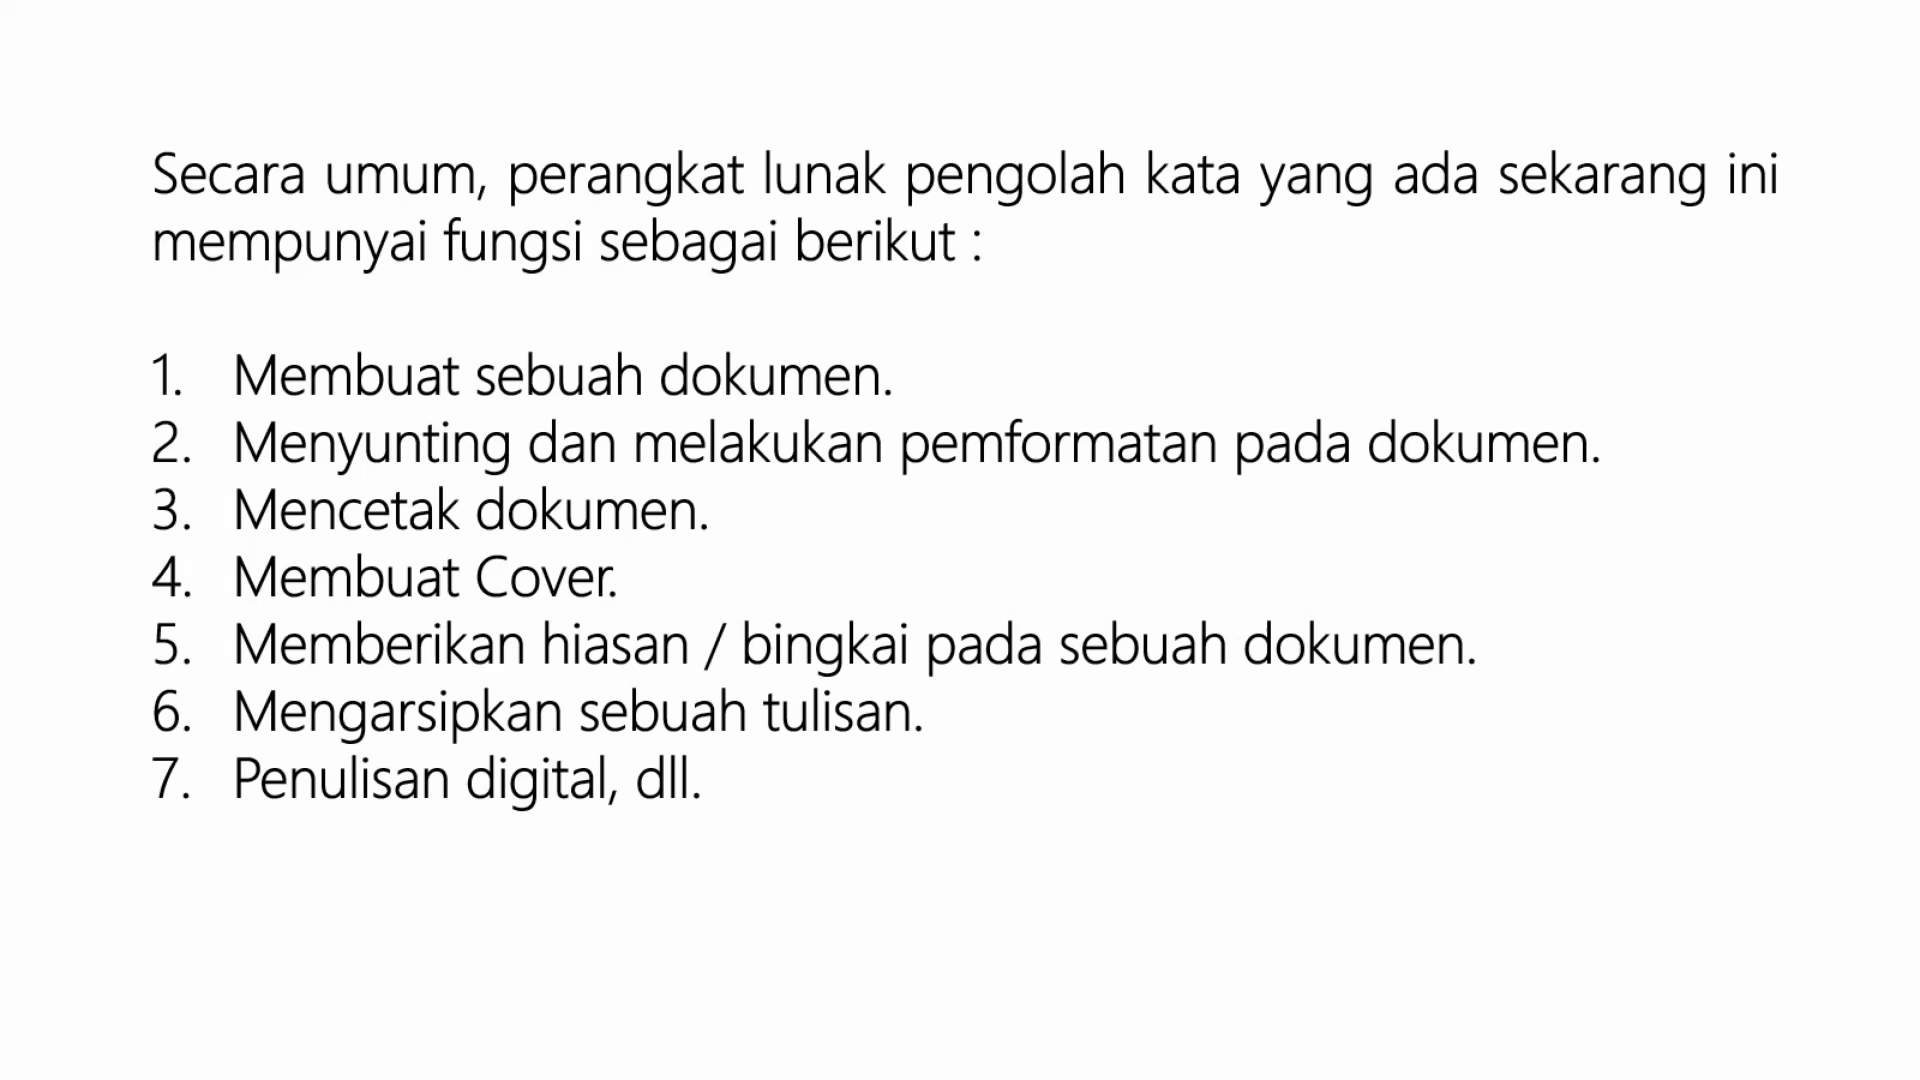 Secara umum, perangkat lunak pengolah kata yang ada sekarang ini
mempunyai fungsi sebagai berikut :
1. Membuat sebuah dokumen.
2. Menyunting dan melakukan pemformatan pada dokumen.
3. Mencetak dokumen.
4. Membuat Cover.
5. Memberikan hiasan / bingkai pada sebuah dokumen.
6. Mengarsipkan sebuah tulisan.
7. Penulisan digital, dll.